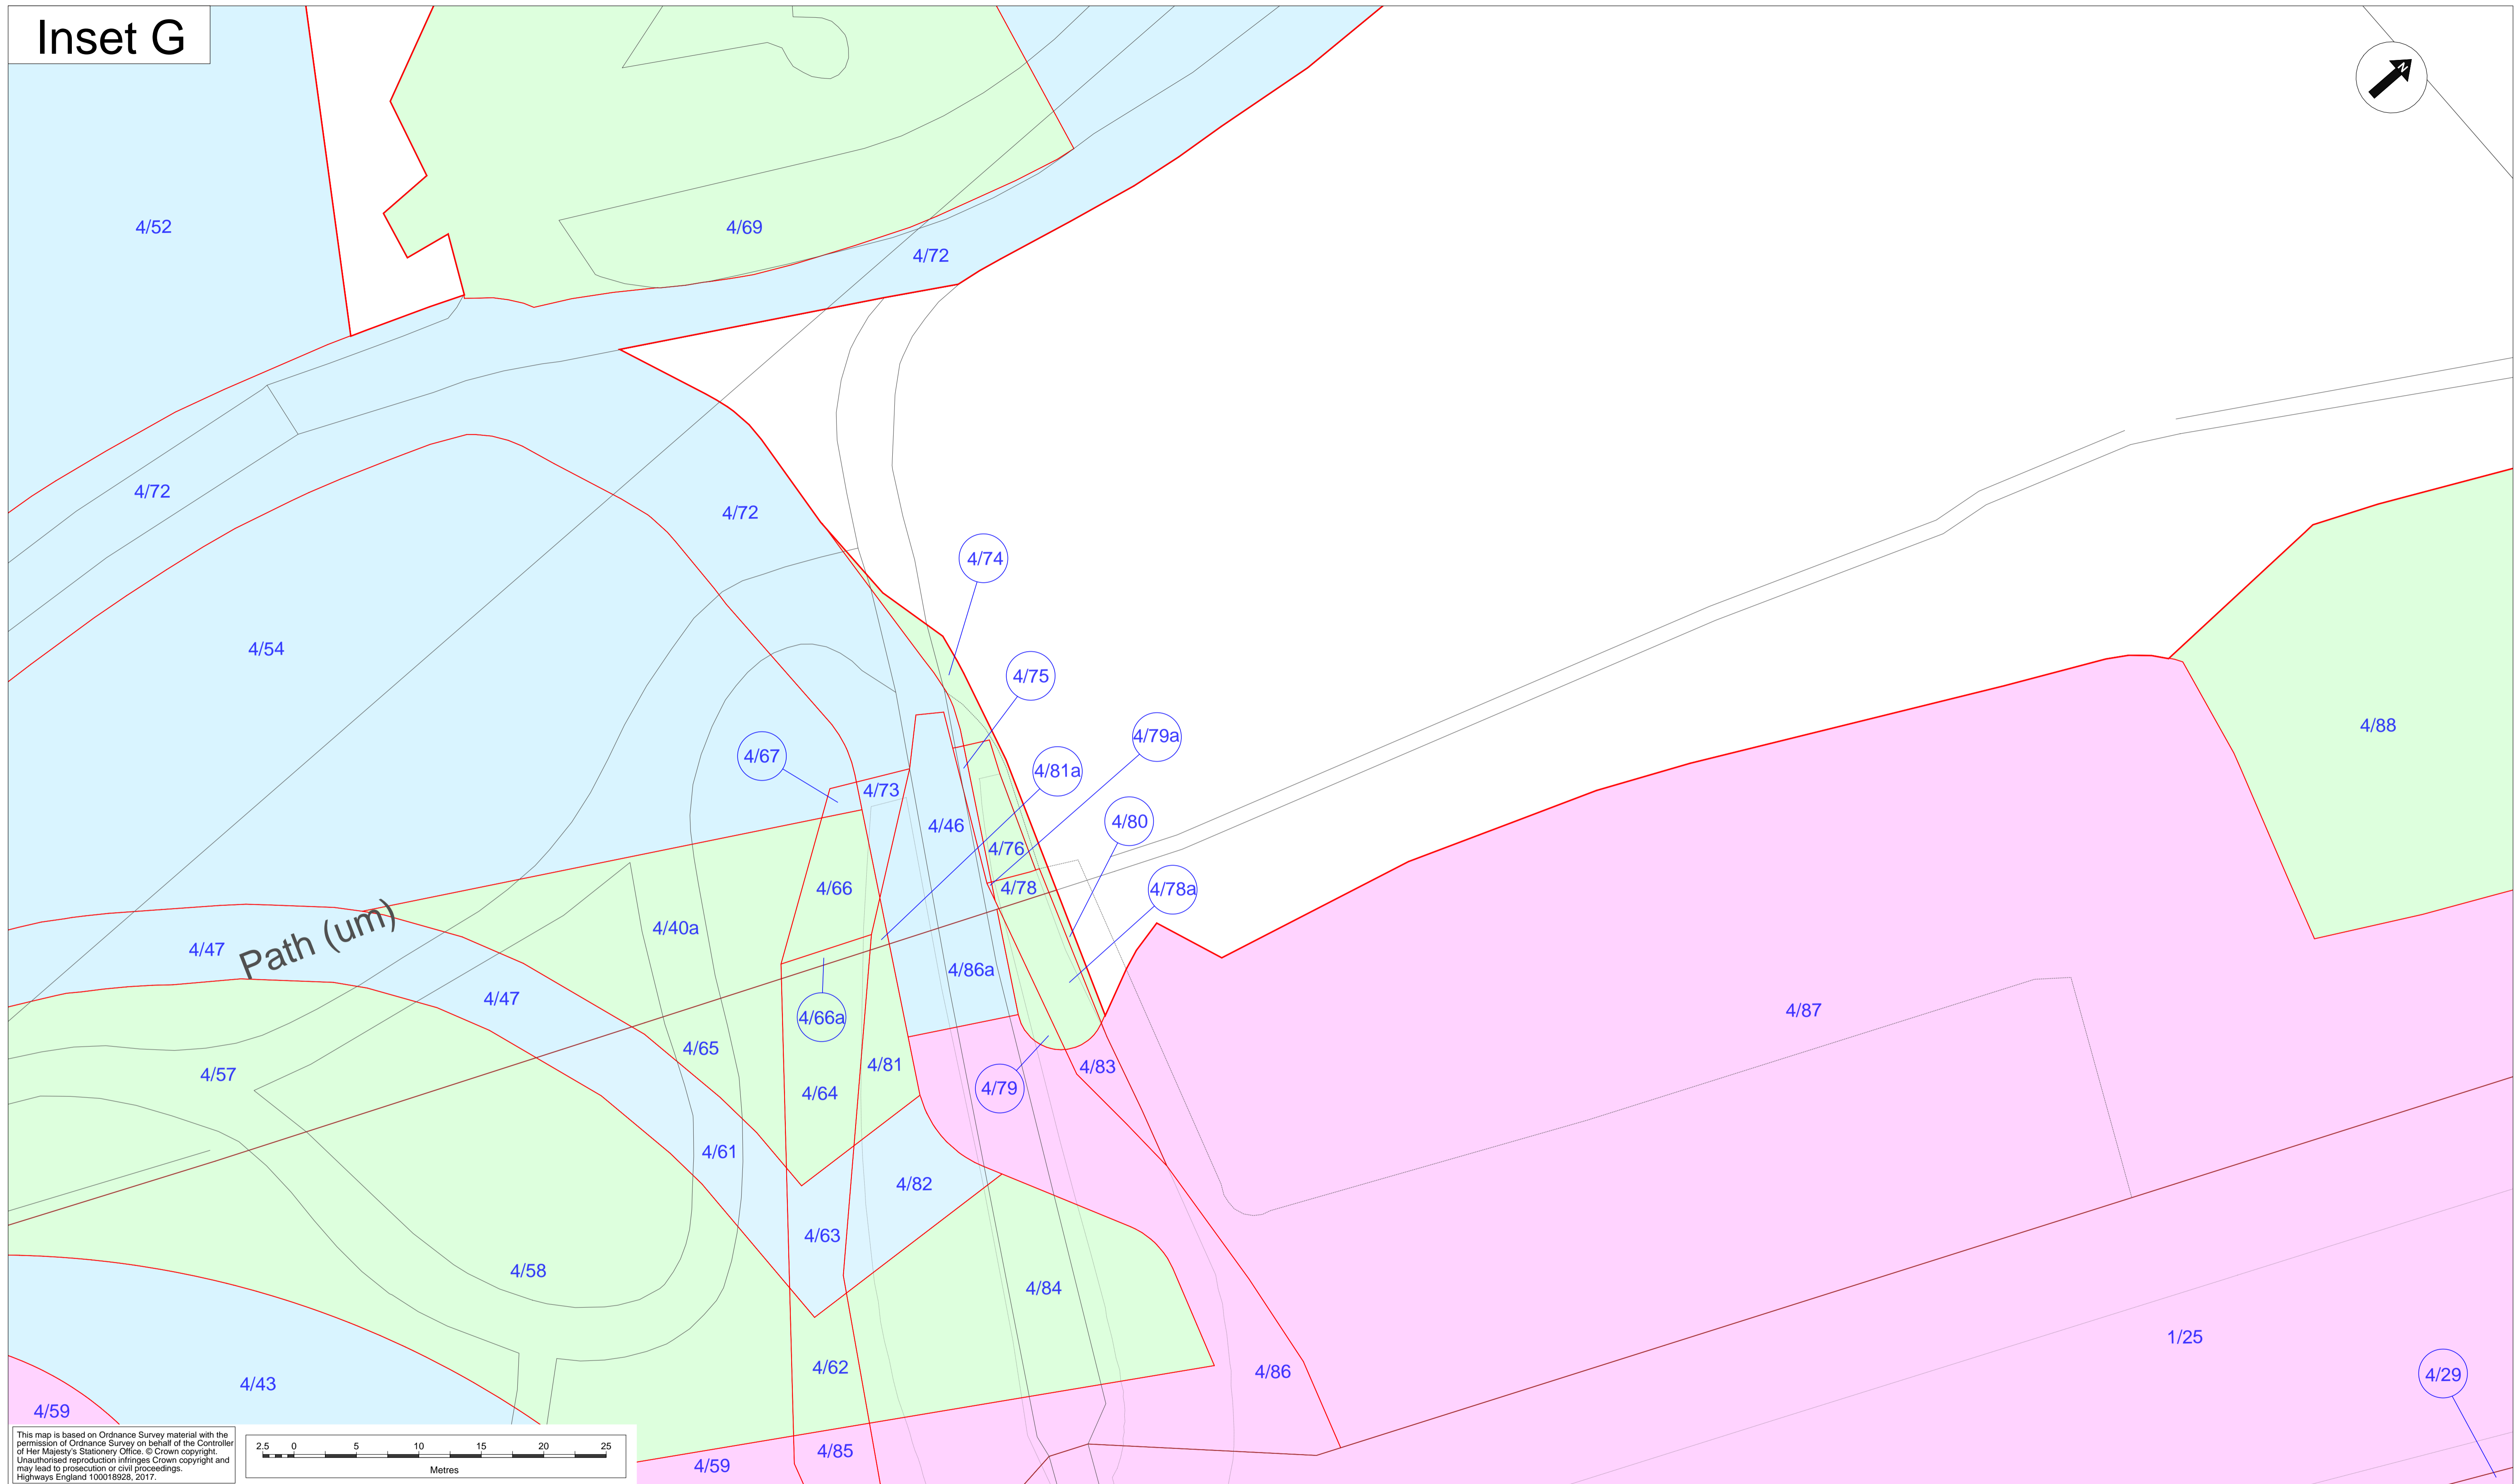 Inset G
N
4/52
4/69
4/72
4/72
4/72
4/74
4/54
4/75
4/88
4/79a
4/67
4/81a
4/73
4/80
4/46
4/76
4/66
4/78
4/78a
4/40a
4/47
Path (um)
4/86a
4/47
4/87
4/66a
4/65
4/81
4/83
4/57
4/79
4/64
4/61
4/82
4/63
4/58
4/84
1/25
4/62
4/86
4/29
4/43
4/59
4/85
4/59
This map is based on Ordnance Survey material with the
permission of Ordnance Survey on behalf of the Controller
of Her Majesty's Stationery Office. © Crown copyright.
Unauthorised reproduction infringes Crown copyright and
may lead to prosecution or civil proceedings.
Highways England 100018928, 2017.
2.5 0 5 10 15 20 25
Metres